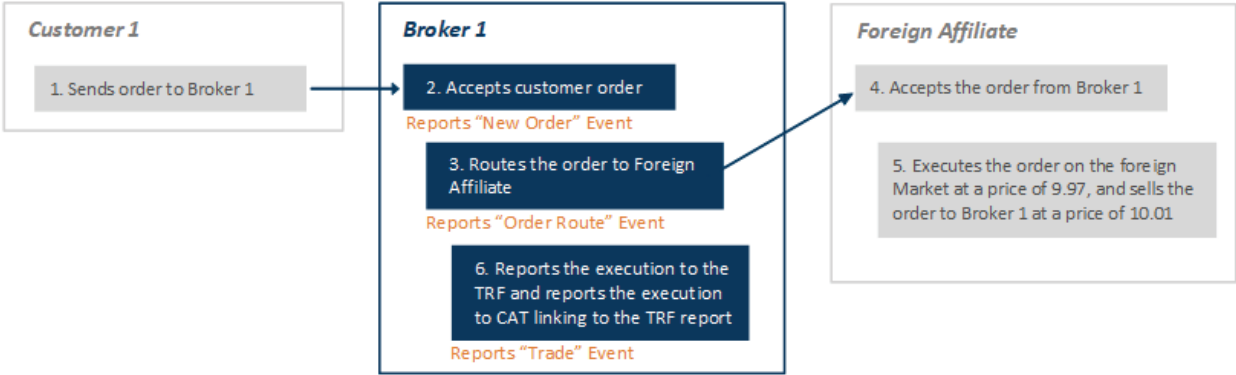 Customer 1
1. Sends order to Broker 1
Broker 1
2. Accepts customer order
Reports “New Order” Event
3. Routes the order to Foreign
Affiliate
Reports “Order Route” Event
6. Reports the execution to the
TRF and reports the execution
to CAT linking to the TRF report
Reports “Trade” Event
Foreign Affiliate
4. Accepts the order from Broker 1
5. Executes the order on the foreign
Market at a price of 9.97, and sells the
order to Broker 1 at a price of 10.01